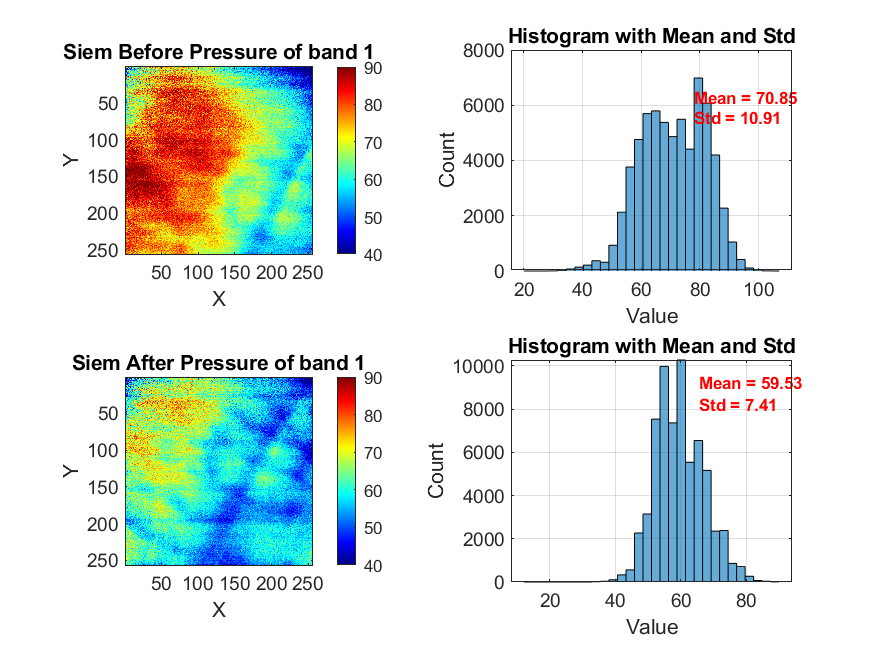 Siem Before Pressure of band 1
50
100
150
200
250
Y
50 100 150 200 250
X
90
80
70
60
50
40
Histogram with Mean and Std
8000
6000
4000
2000
0
Count
Mean = 70.85
Std = 10.91
20 40 60 80 100
Value
Siem After Pressure of band 1
50
100
150
200
250
Y
50 100 150 200 250
X
90
80
70
60
50
40
Histogram with Mean and Std
10000
8000
6000
4000
2000
0
Count
Mean = 59.53
Std = 7.41
20 40 60 80
Value